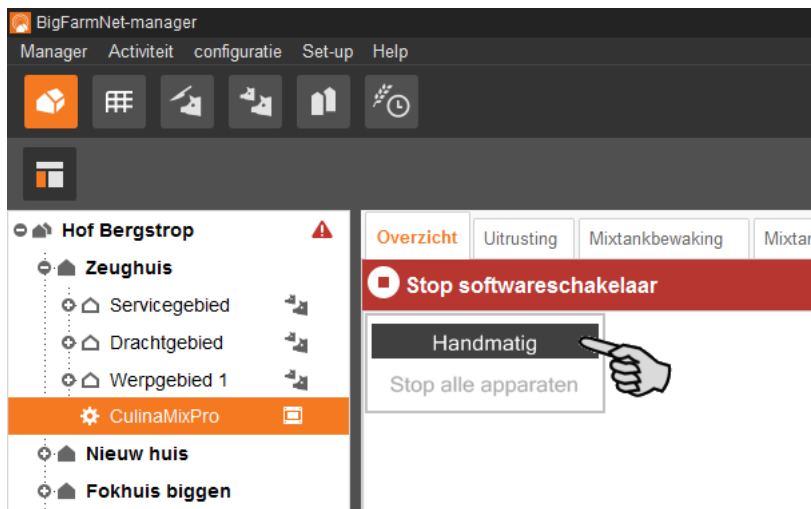 BigFarmNet-manager
Manager Activiteit configuratie Set-up Help
Hof Bergstrop
Zeughuis
Servicegebied
Drachtgebied
Werpgebied 1
CulinaMixPro
Nieuw huis
Fokhuis biggen
Overzicht Uitrusting Mixtankbewaking Mixtar
Stop softwareschakelaar
Handmatig
Stop alle apparaten